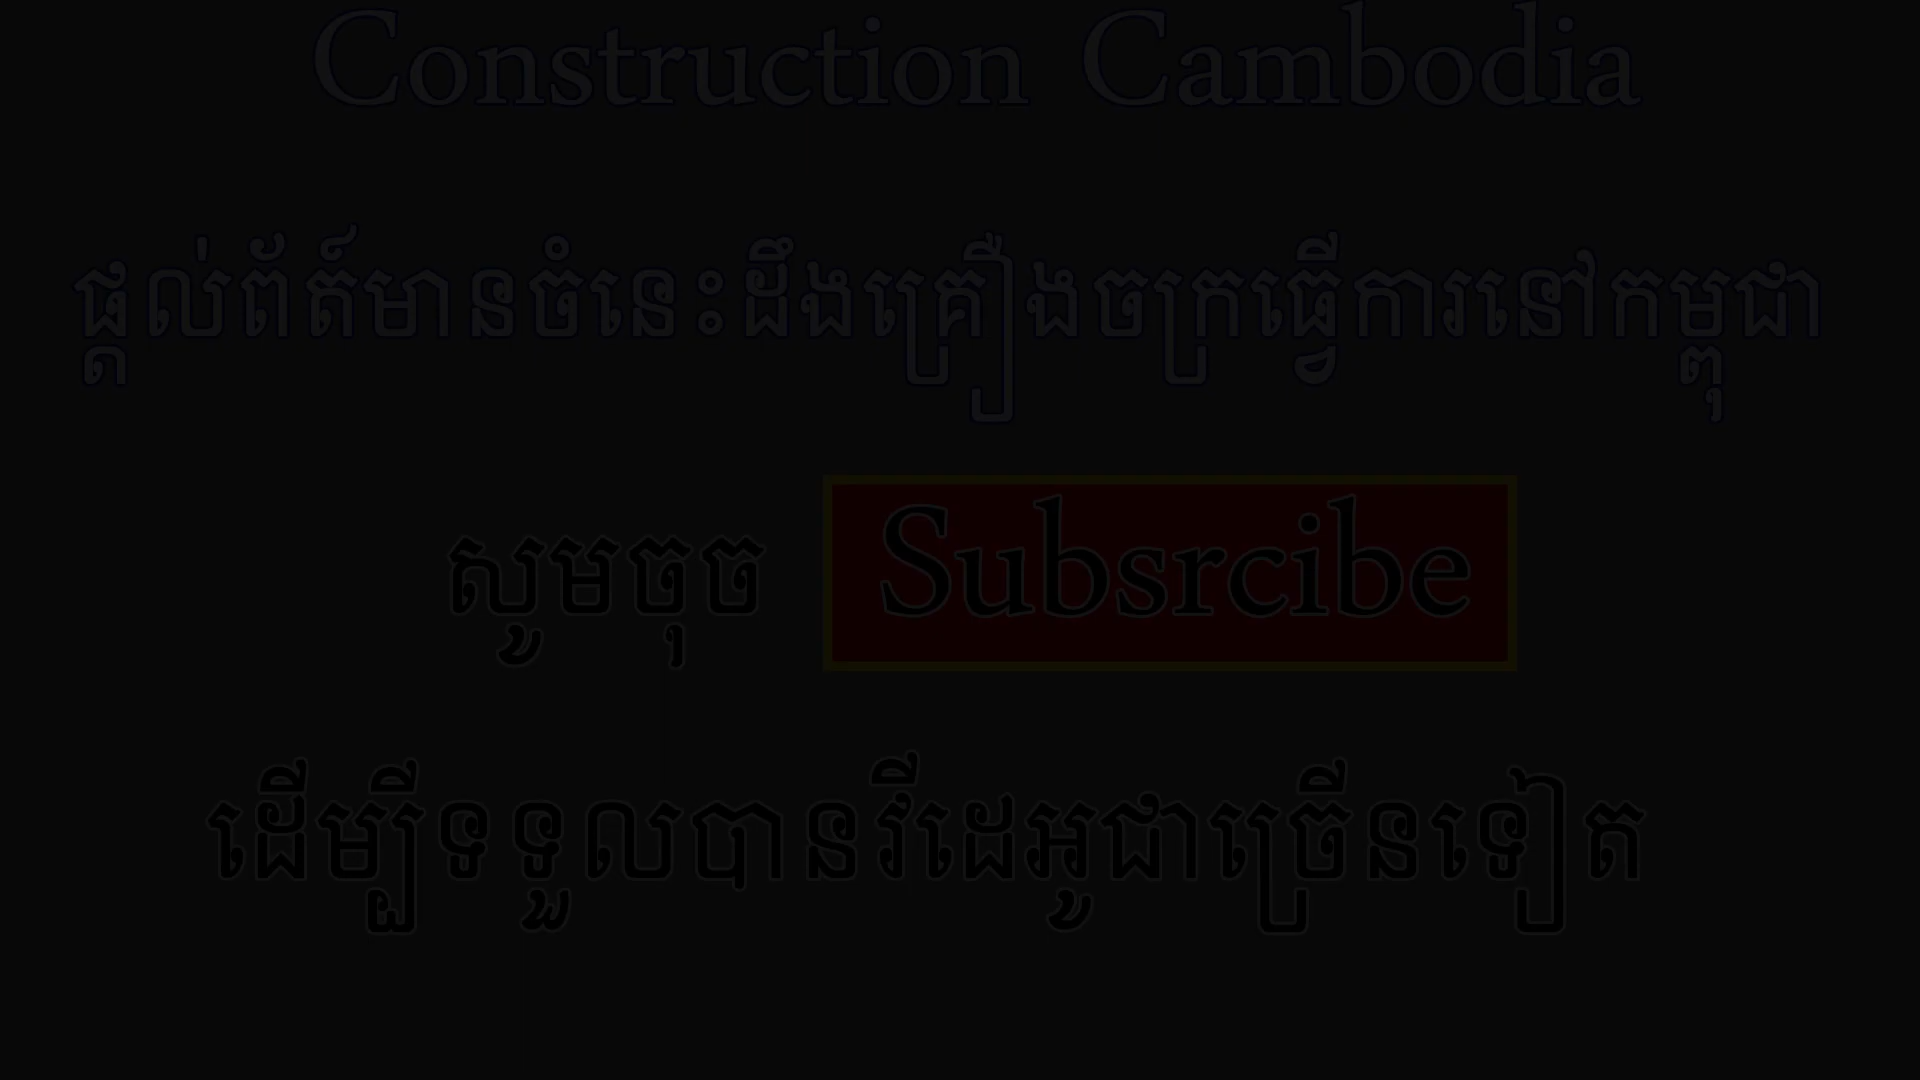 Construction Cambodia
ផ្ដល់ព័ត៍មានចំនេះដឹងគ្រឿងចក្រធ្វើការនៅកម្ពុជា
សូមចុច Subsrcibe
ដើម្បីទទួលបានវីដេអូជាច្រើនទៀត